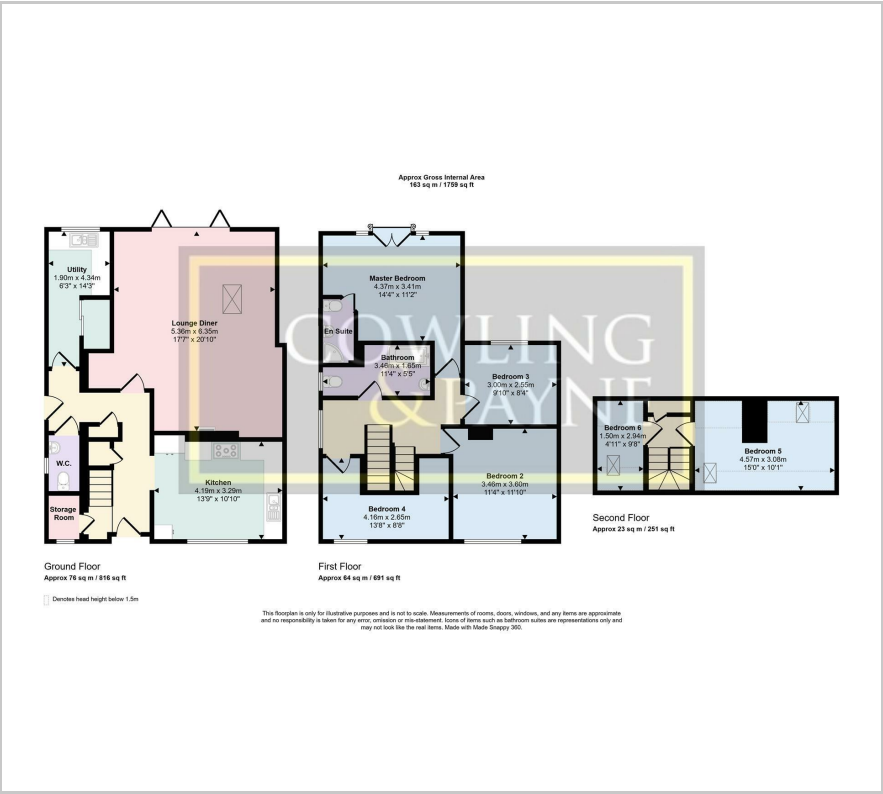 Approx Gross Internal Area
163 sq m / 1759 sq ft
Utility
1.90m x 4.34m
6'3" x 14'3"
Lounge Diner
5.36m x 6.35m
17'7" x 20'10"
W.C.
Storage
Room
Kitchen
4.19m x 3.29m
13'9" x 10'10"
Ground Floor
Approx 76 sq m / 816 sq ft
Denotes head height below 1.5m
Master Bedroom
4.37m x 3.41m
14'4" x 11'2"
En Suite
Bathroom
3.46m x 1.65m
11'4" x 5'5"
Bedroom 3
3.00m x 2.55m
9'10" x 8'4"
Bedroom 2
3.46m x 3.60m
11'4" x 11'10"
Bedroom 4
4.16m x 2.65m
13'8" x 8'8"
First Floor
Approx 64 sq m / 691 sq ft
Bedroom 6
1.50m x 2.94m
4'11" x 9'8"
Bedroom 5
4.57m x 3.08m
15'0" x 10'1"
Second Floor
Approx 23 sq m / 251 sq ft
COWLING
& PAYNE
This floorplan is only for illustrative purposes and is not to scale. Measurements of rooms, doors, windows, and any items are approximate
and no responsibility is taken for any error, omission or mis-statement. Icons of items such as bathroom suites are representations only and
may not look like the real items. Made with Made Snappy 360.